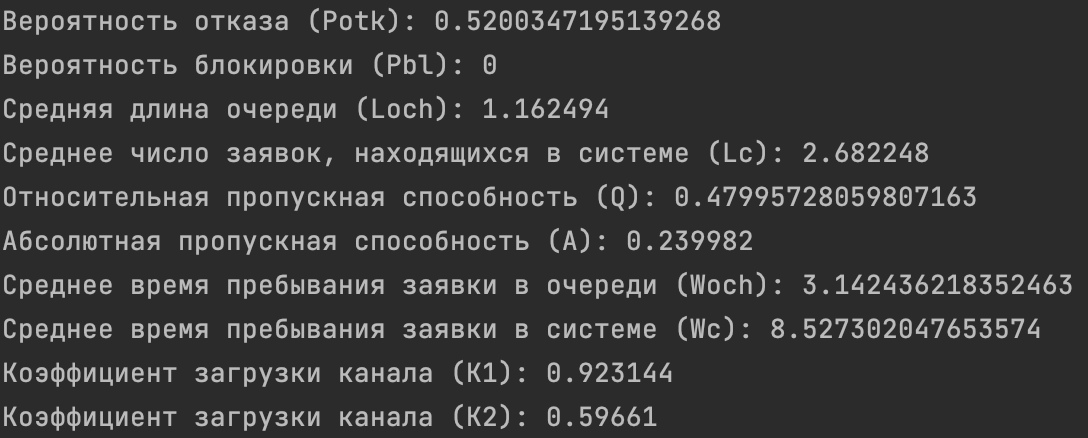 Вероятность отказа (Potk): 0.5200347195139268
Вероятность блокировки (Pbl): 0
Средняя длина очереди (Loch): 1.162494
Среднее число заявок, находящихся в системе (Lc): 2.682248
Относительная пропускная способность (Q): 0.47995728059807163
Абсолютная пропускная способность (A): 0.239982
Среднее время пребывания заявки в очереди (Woch): 3.142436218352463
Среднее время пребывания заявки в системе (Wc): 8.527302047653574
Коэффициент загрузки канала (К1): 0.923144
Коэффициент загрузки канала (К2): 0.59661